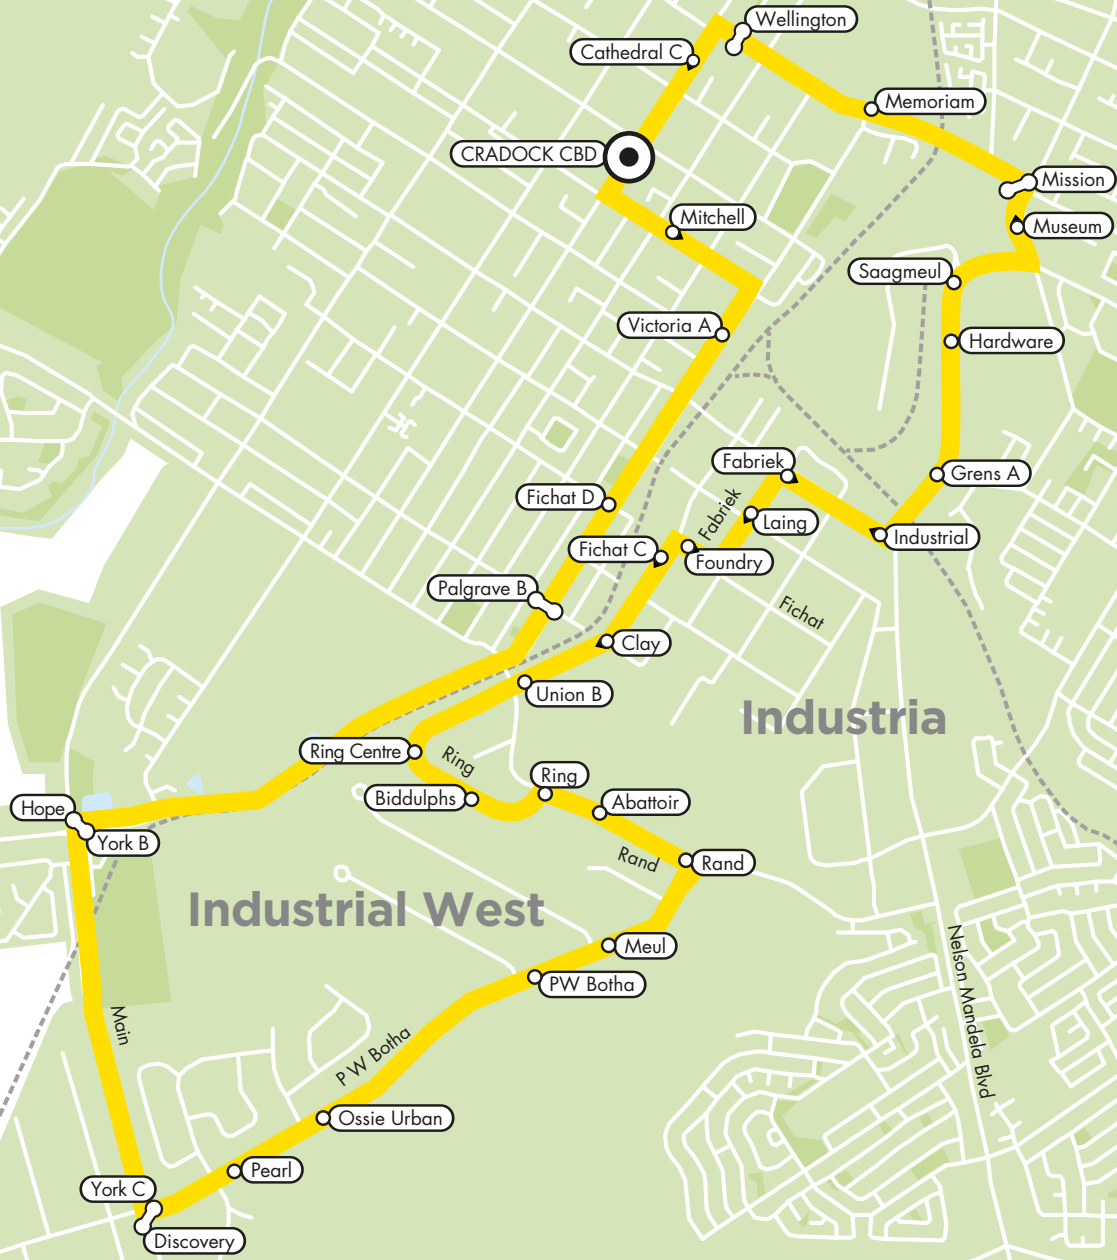 Wellington
Cathedral C
Memoriam
CRADOCK CBD
Mission
Mitchell
Museum
Saagmeul
Victoria A
Hardware
Fabriek
Grens A
Fichat D
Fabriek
Laing
Industrial
Fichat C
Foundry
Palgrave B
Fichat
Clay
Union B
Industria
Ring Centre
Ring
Ring
Biddulphs
Abattoir
Hope
York B
Rand
Rand
Industrial West
Meul
PW Botha
Nelson Mandela Blvd
Main
P W Botha
Ossie Urban
Pearl
York C
Discovery